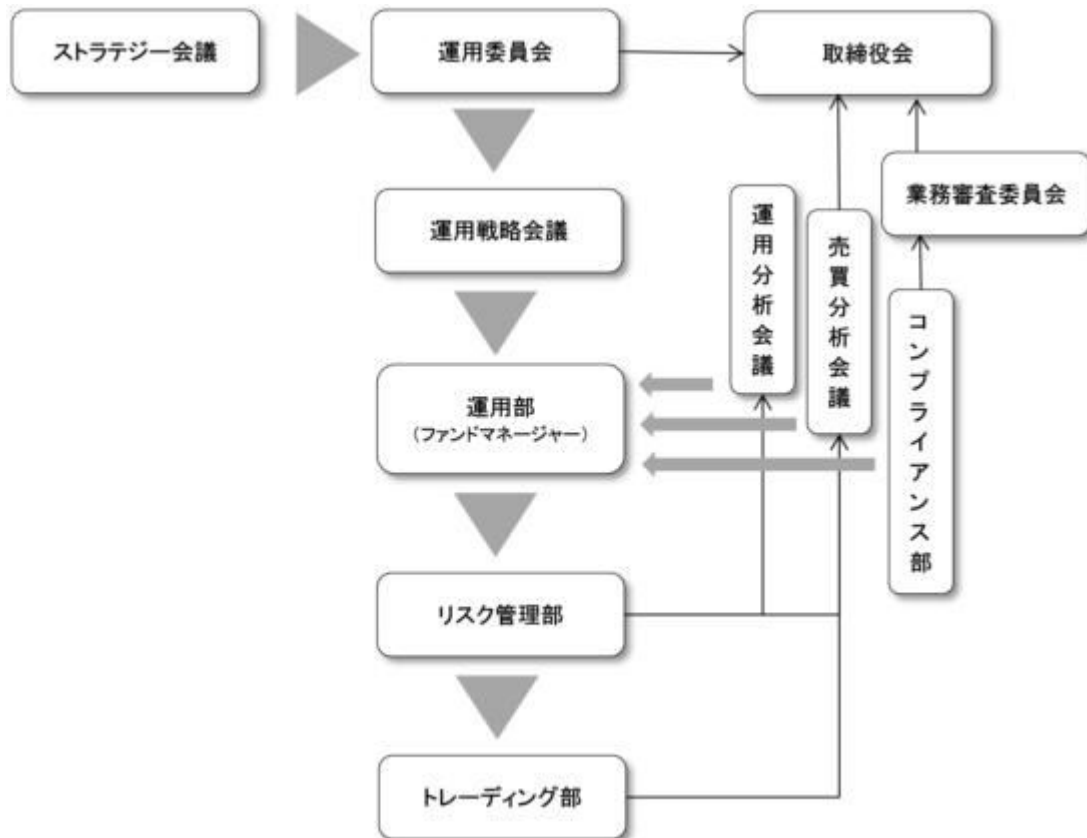 ストラテジー会議
運用委員会
取締役会
業務審査委員会
運用戦略会議
運用分析会議
売買分析会議
コンプライアンス部
運用部
（ファンドマネージャー）
リスク管理部
トレーディング部